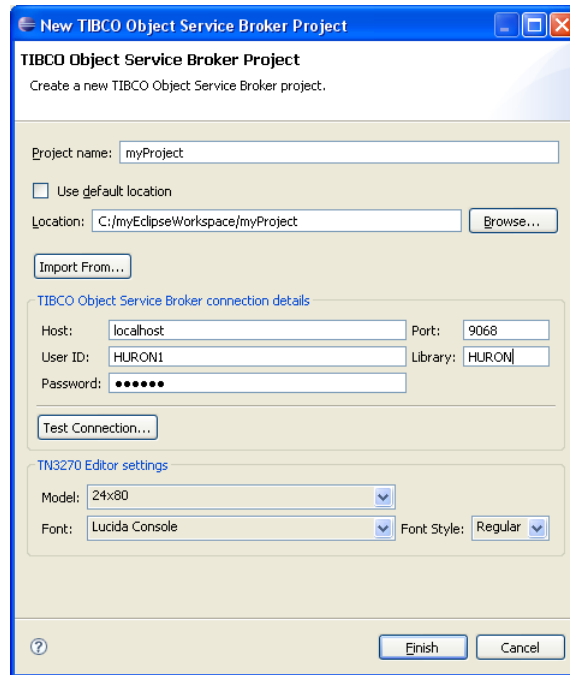 New TIBCO Object Service Broker Project
TIBCO Object Service Broker Project
Create a new TIBCO Object Service Broker project.
Project name: myProject
Use default location
Location: C:/myEclipseWorkspace/myProject Browse...
Import From...
TIBCO Object Service Broker connection details
Host: localhost Port: 9068
User ID: HURON1 Library: HURON
Password: ●●●●●●
Test Connection...
TN3270 Editor settings
Model: 24x80
Font: Lucida Console Font Style: Regular
? Finish Cancel